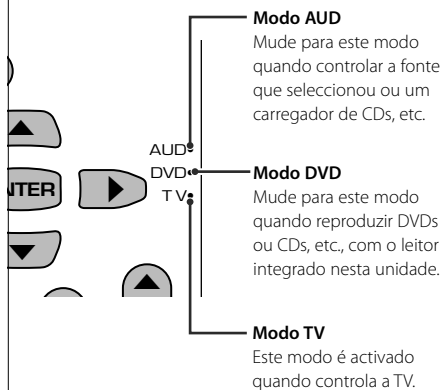 Modo AUD
Mude para este modo
quando controlar a fonte
que seleccionou ou um
carregador de CDs, etc.
AUD
DVD
TV
NTER
Modo DVD
Mude para este modo
quando reproduzir DVDs
ou CDs, etc., com o leitor
integrado nesta unidade.
Modo TV
Este modo é activado
quando controla a TV.